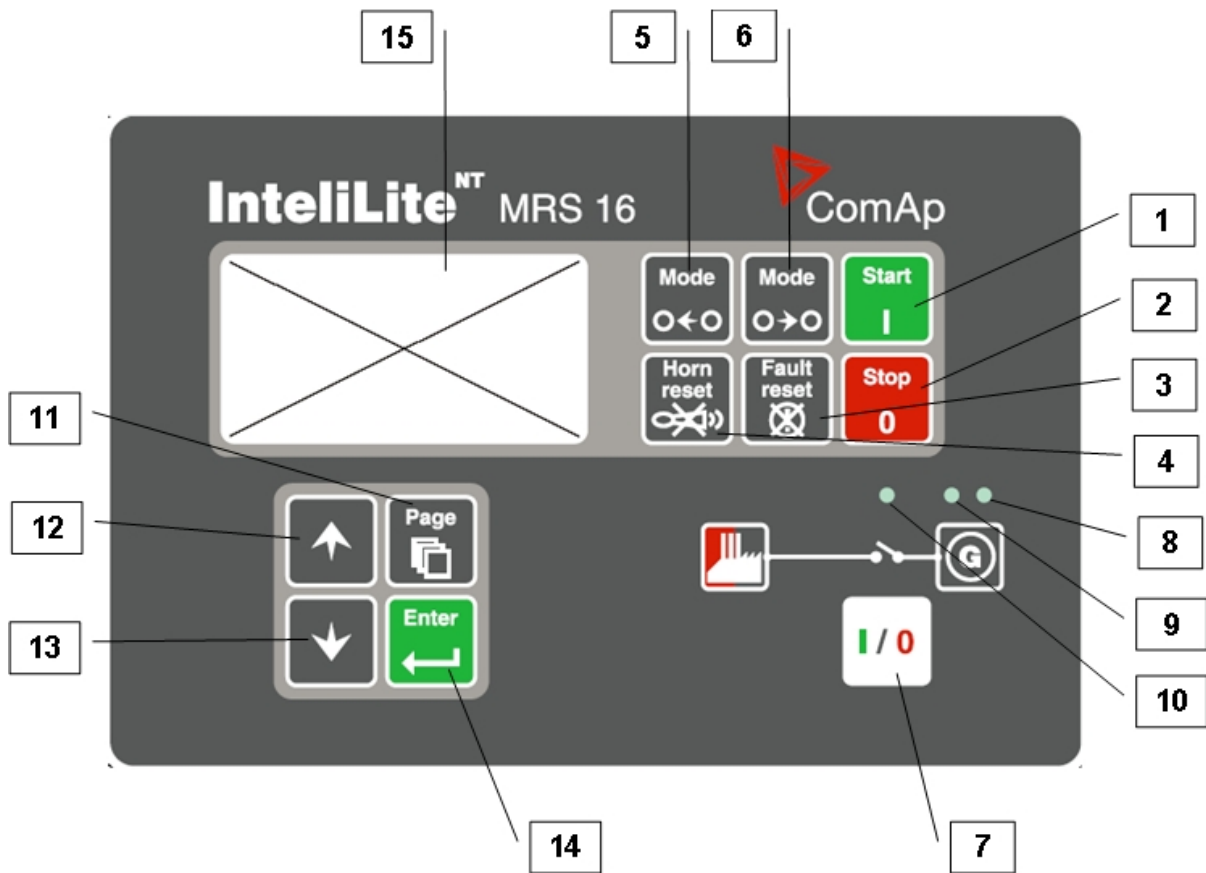 15
5
6
InteliLite NT MRS 16
ComAp
1
Mode
Mode
Start
I
2
Horn
reset
Fault
reset
Stop
0
3
4
11
12
Page
8
13
Enter
I / 0
G
9
10
14
7